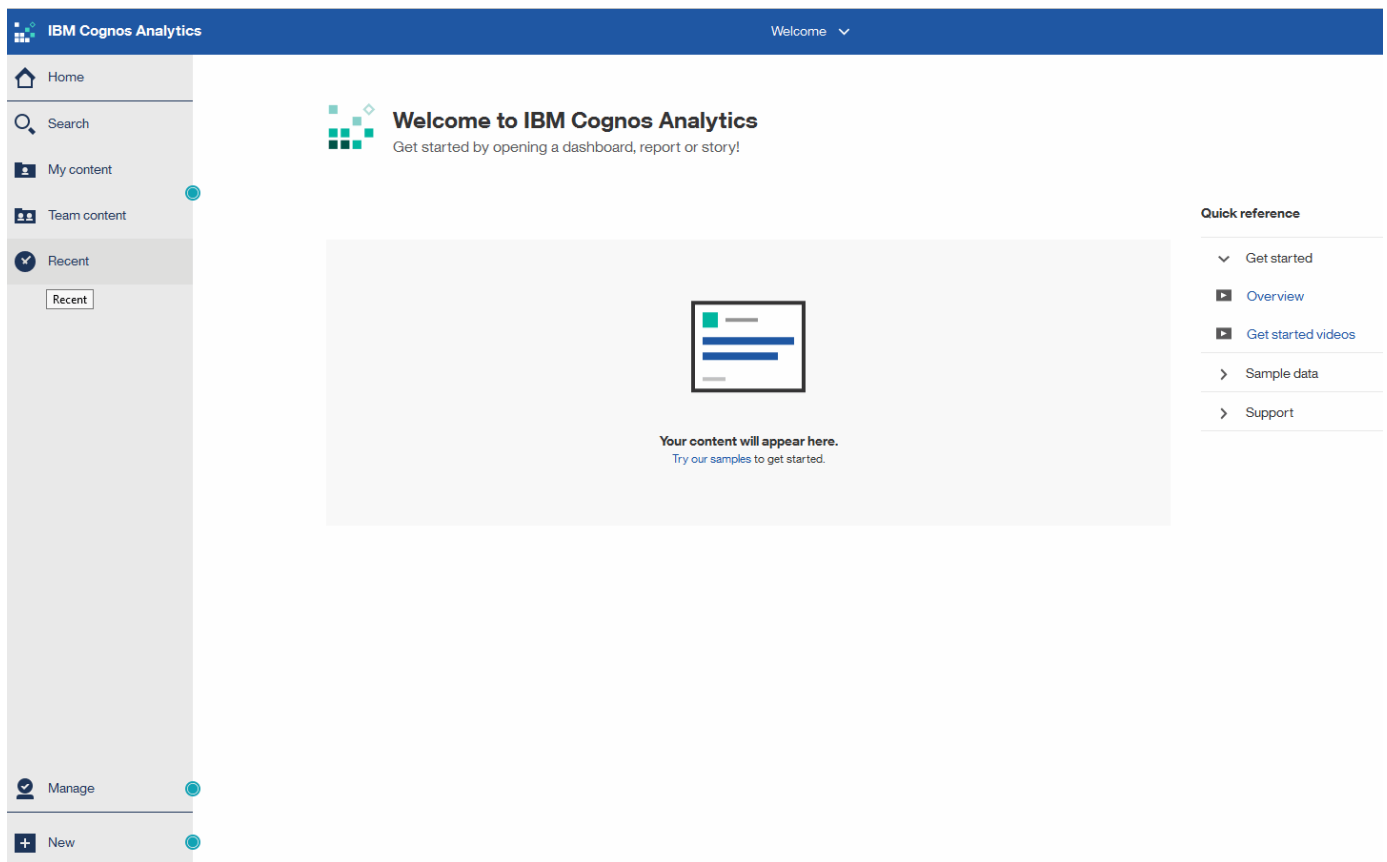 IBM Cognos Analytics
Welcome
Home
Search
My content
Team content
Recent
Recent
Manage
New
Welcome to IBM Cognos Analytics
Get started by opening a dashboard, report or story!
Your content will appear here.
Try our samples to get started.
Quick reference
Get started
Overview
Get started videos
Sample data
Support